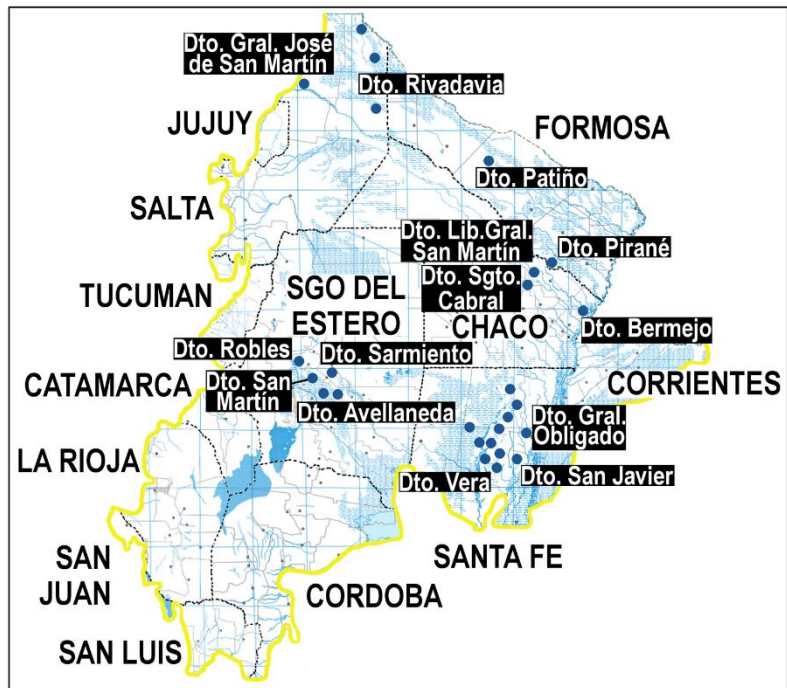 Dto. Gral. José
de San Martín
Dto. Rivadavia
JUJUY
FORMOSA
Dto. Patiño
SALTA
Dto. Lib.Gral.
San Martín
Dto. Pirané
Dto. Sgto.
Cabral
TUCUMAN
SGO DEL
ESTERO
CHACO
Dto. Bermejo
Dto. Robles
Dto. Sarmiento
CATAMARCA
Dto. San
Martín
CORRIENTES
Dto. Avellaneda
Dto. Gral.
Obligado
LA RIOJA
Dto. Vera
Dto. San Javier
SANTA FE
SAN
JUAN
CORDOBA
SAN LUIS